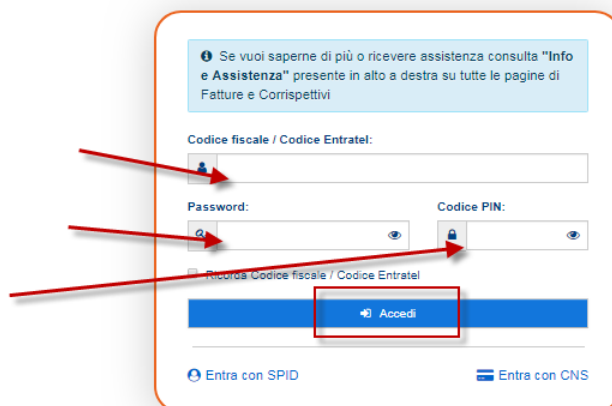 Se vuoi saperne di più o ricevere assistenza consulta "Info
e Assistenza" presente in alto a destra su tutte le pagine di
Fatture e Corrispettivi
Codice fiscale / Codice Entratel:
Password: Codice PIN:
Ricorda Codice fiscale / Codice Entratel
Accedi
Entra con SPID Entra con CNS